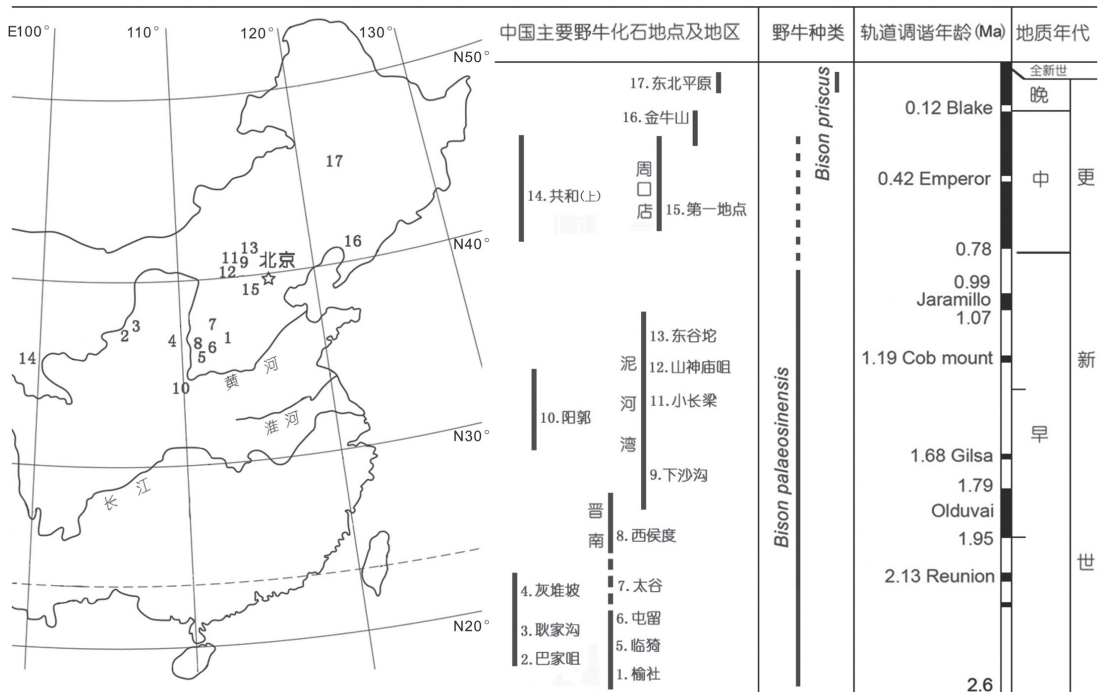 E100°
110°
120°
130°
N50°
17
N40°
16
13
11 9 北京
12
15
3
2
7
4
8 6 1
5
14
10
黄 河
淮 河
N30°
长 江
N20°
中国主要野牛化石地点及地区
17.东北平原
16.金牛山
周口店
14.共和(上)
15.第一地点
13.东谷坨
泥河湾
12.山神庙咀
11.小长梁
10.阳郭
9.下沙沟
晋南
8.西侯度
7.太谷
4.灰堆坡
6.屯留
3.耿家沟
5.临猗
2.巴家咀
1.榆社
野牛种类
Bison priscus
Bison palaeosinensis
轨道调谐年龄(Ma)
0.12 Blake
0.42 Emperor
0.78
0.99
Jaramillo
1.07
1.19 Cob mount
1.68 Gilsa
1.79
Olduvai
1.95
2.13 Reunion
2.6
地质年代
全新世
晚
中
早
更新世